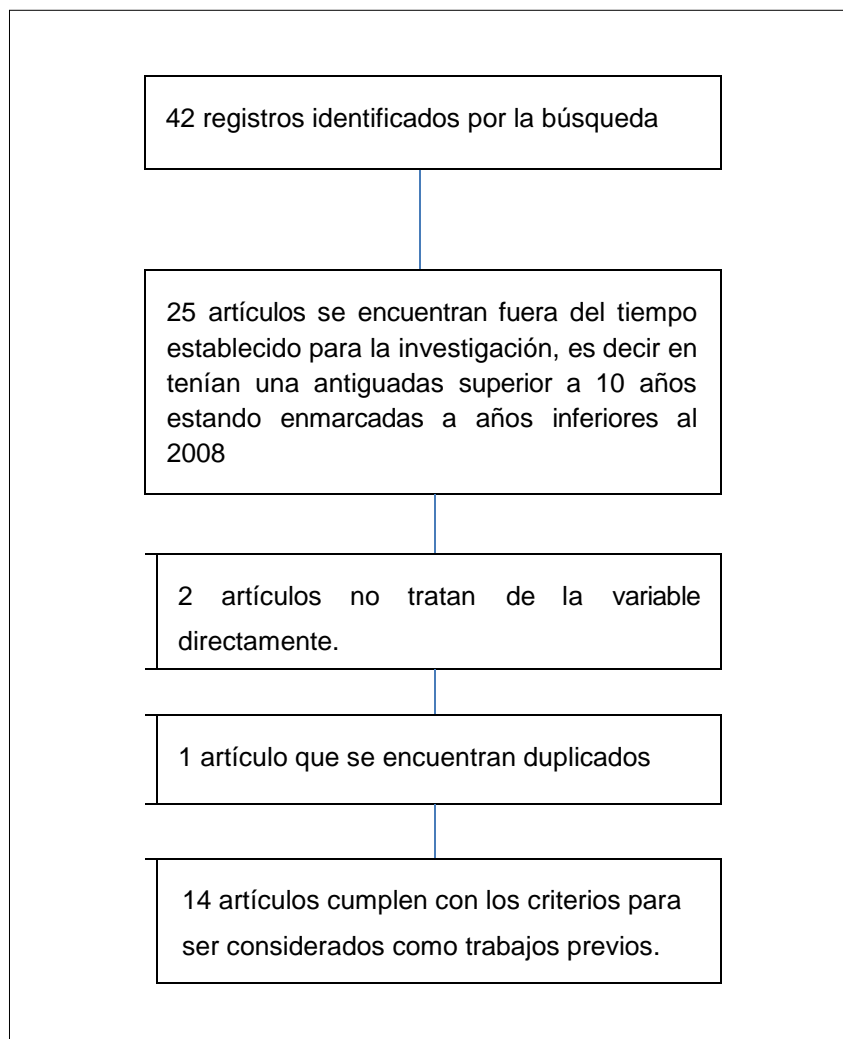 42 registros identificados por la búsqueda
25 artículos se encuentran fuera del tiempo
establecido para la investigación, es decir en
tenían una antiguadas superior a 10 años
estando enmarcadas a años inferiores al
2008
2 artículos no tratan de la variable
directamente.
1 artículo que se encuentran duplicados
14 artículos cumplen con los criterios para
ser considerados como trabajos previos.